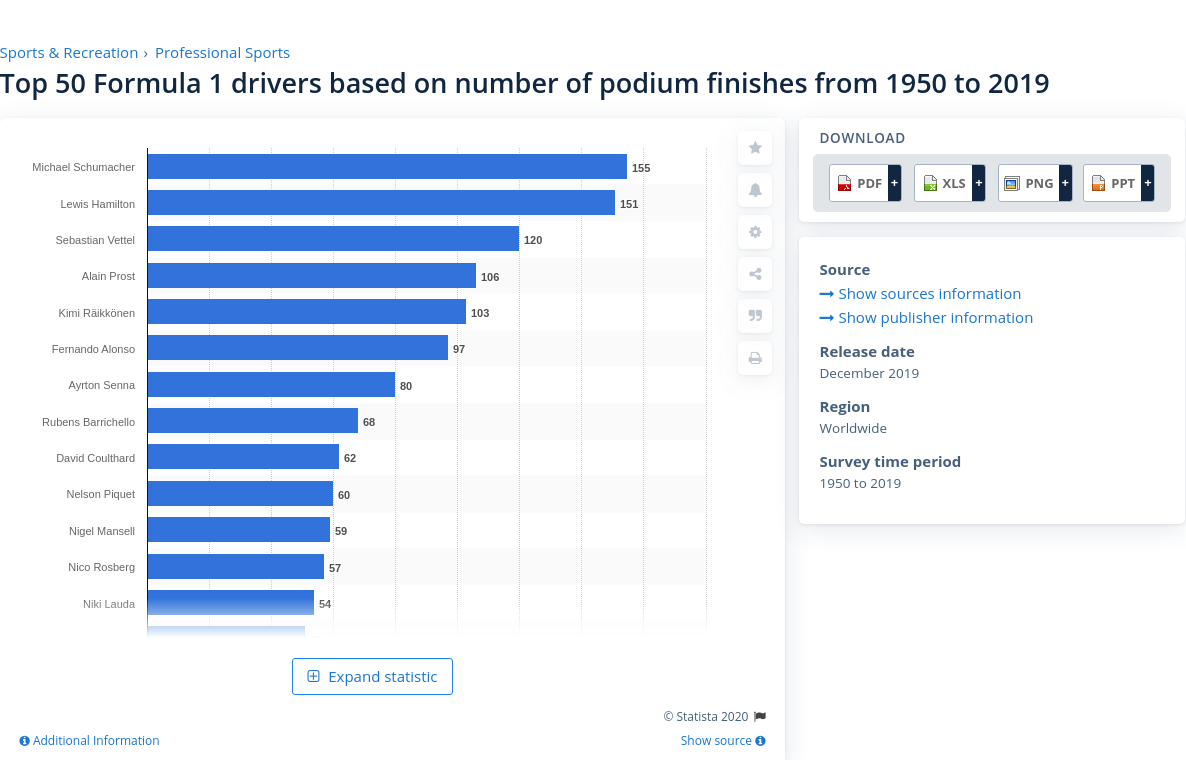 Sports & Recreation › Professional Sports
Top 50 Formula 1 drivers based on number of podium finishes from 1950 to 2019
Michael Schumacher 155
Lewis Hamilton 151
Sebastian Vettel 120
Alain Prost 106
Kimi Räikkönen 103
Fernando Alonso 97
Ayrton Senna 80
Rubens Barrichello 68
David Coulthard 62
Nelson Piquet 60
Nigel Mansell 59
Nico Rosberg 57
Niki Lauda 54
Expand statistic
© Statista 2020
Additional Information
Show source
DOWNLOAD
PDF + XLS + PNG + PPT +
Source
Show sources information
Show publisher information
Release date
December 2019
Region
Worldwide
Survey time period
1950 to 2019